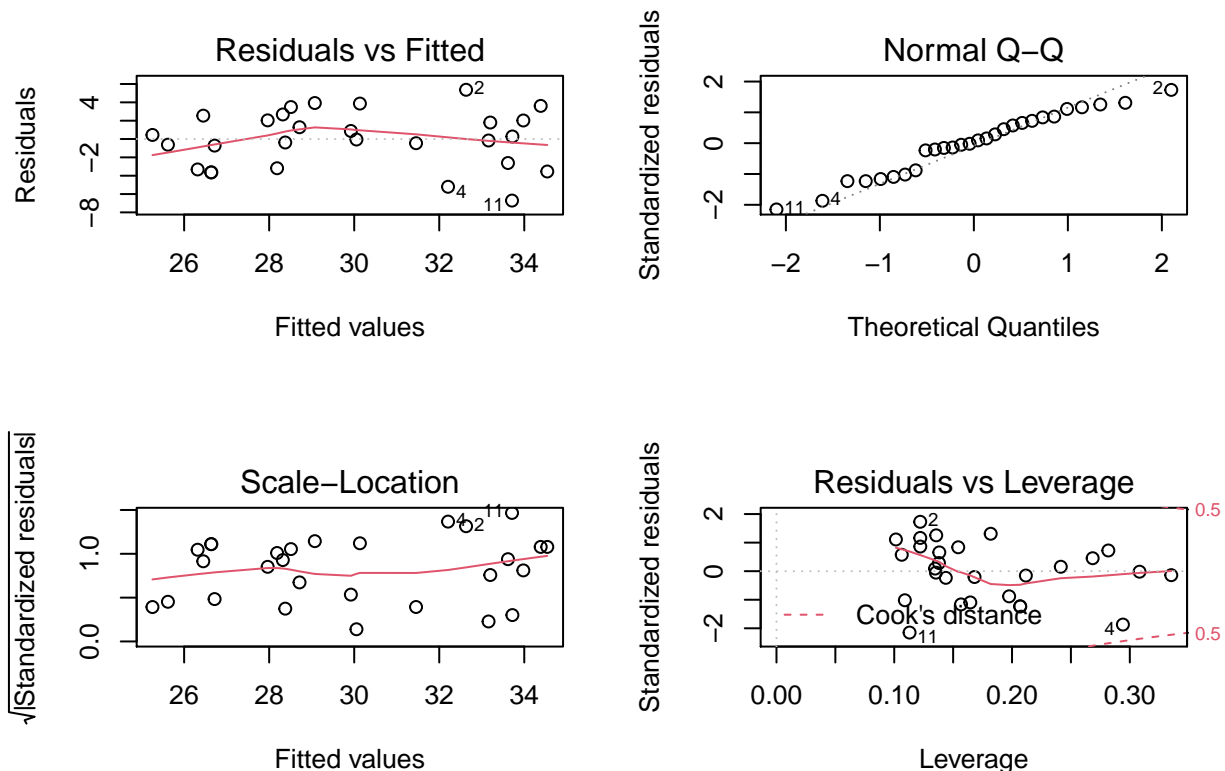 Residuals vs Fitted
Residuals
4
−2
−8
2
4
11
26 28 30 32 34
Fitted values
Normal Q−Q
Standardized residuals
2
0
−2
2
4
11
−2 −1 0 1 2
Theoretical Quantiles
Scale−Location
√|Standardized residuals|
1.0
0.0
11
4
2
26 28 30 32 34
Fitted values
Residuals vs Leverage
Standardized residuals
2
0
−2
2
0.5
Cook's distance
4
11
0.5
0.00 0.10 0.20 0.30
Leverage